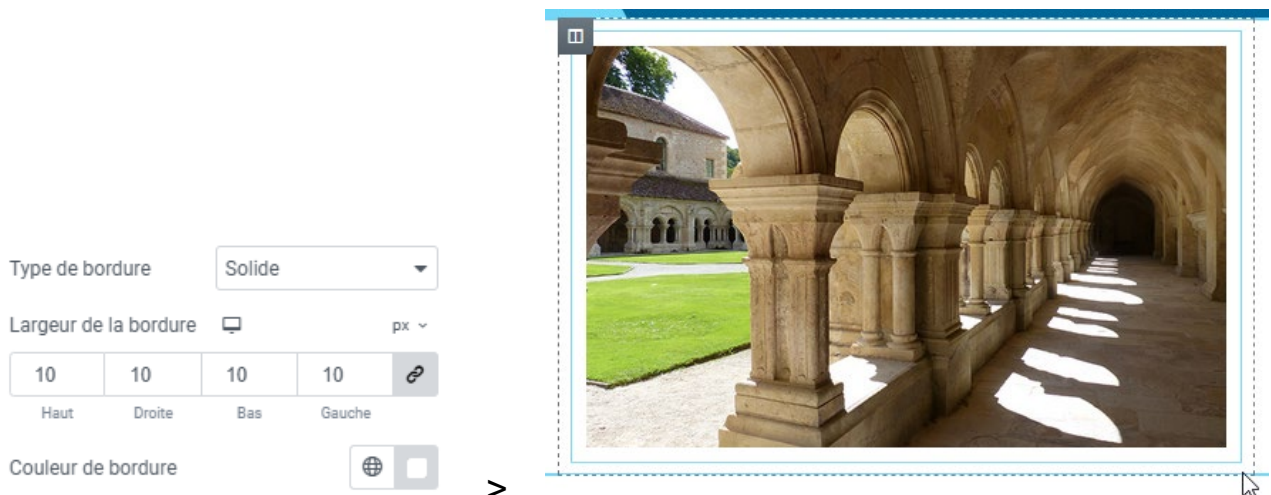 Type de bordure Solide
Largeur de la bordure px
10 10 10 10
Haut Droite Bas Gauche
Couleur de bordure
>